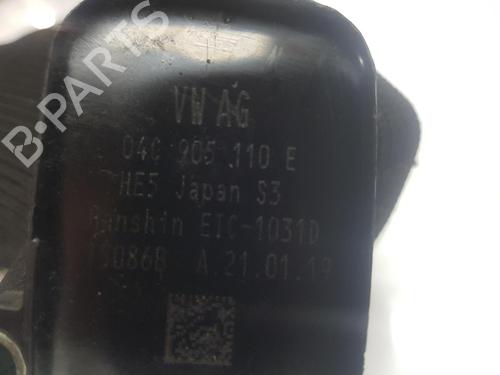 VW AG
04C 905 110 E
HE5 Japan S3
EIC-1031D
A.21.01.19
B-PARTS